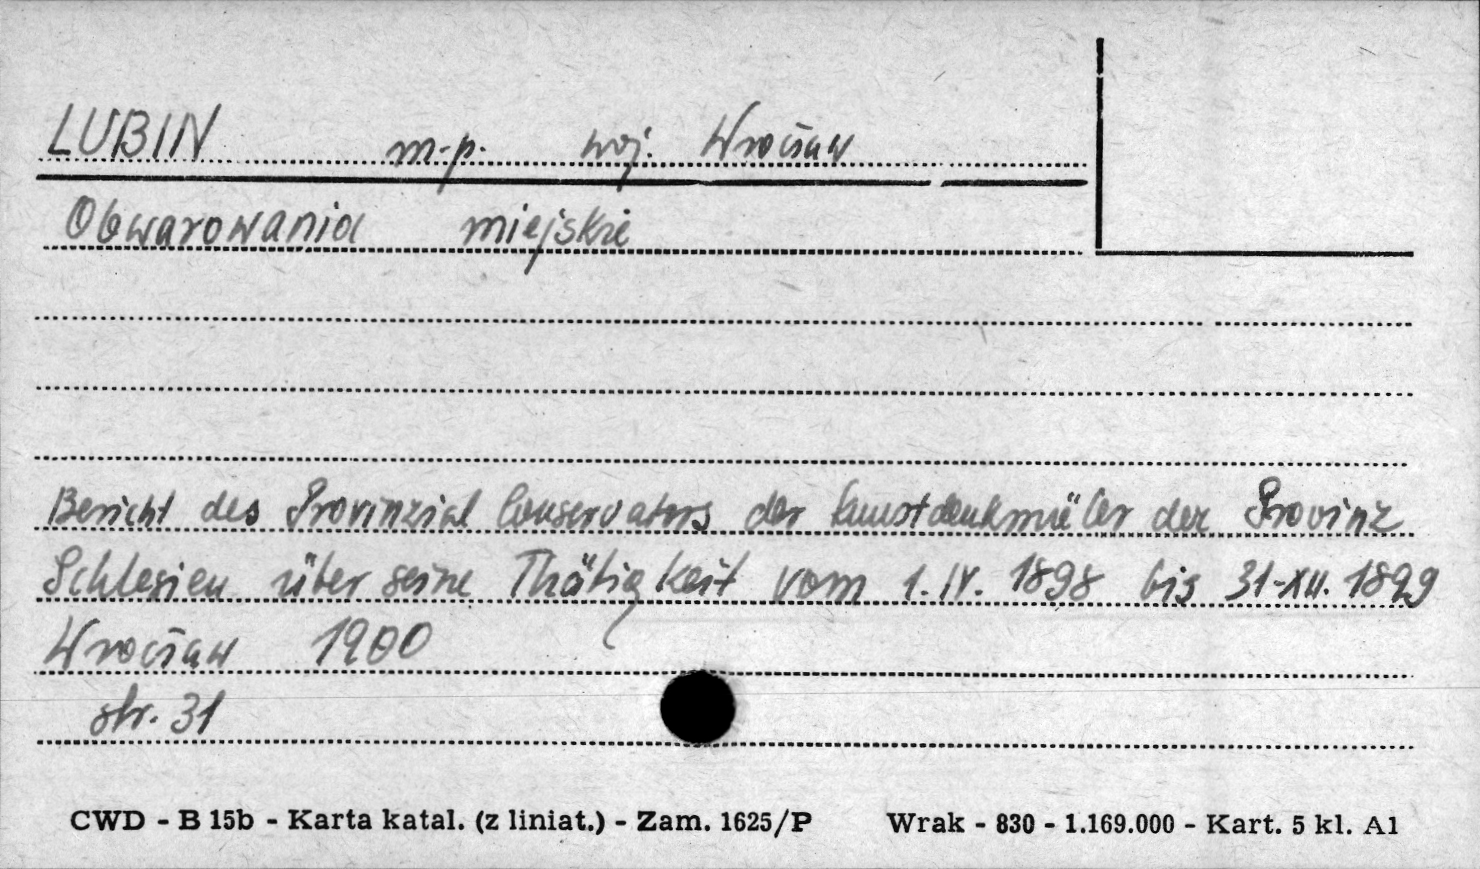 LUBIN m-p. woj. Wrocław
Obwarowania miejskie
Bericht des Provinzial Conservators der Kunstdenkmäler der Provinz
Schlesien über seine Thätigkeit vom 1.IV. 1898 bis 31-XII. 1899
Wrocław 1900
str. 31
CWD - B 15b - Karta katal. (z liniat.) - Zam. 1625/P Wrak - 830 - 1.169.000 - Kart. 5 kl. A1